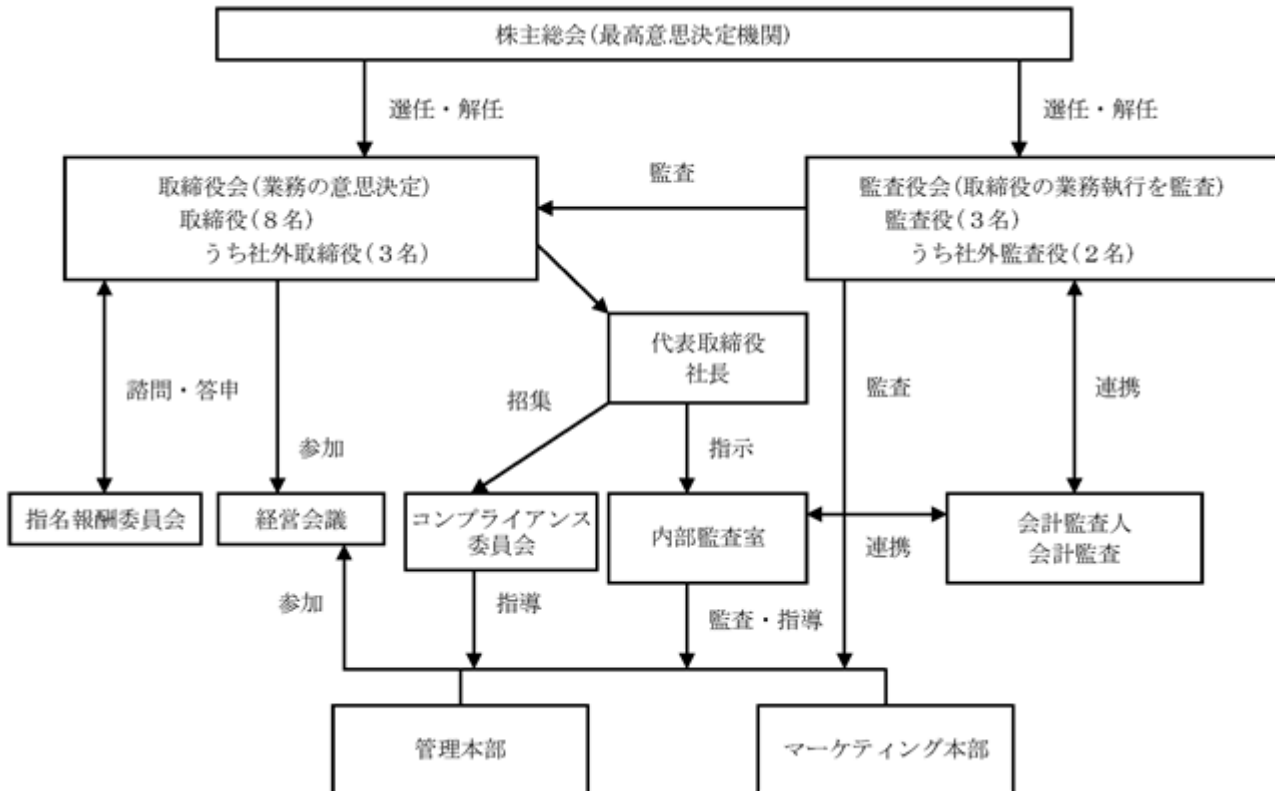 株主総会(最高意思決定機関)
選任・解任
選任・解任
取締役会(業務の意思決定)
取締役(8名)
うち社外取締役(3名)
監査
監査役会(取締役の業務執行を監査)
監査役(3名)
うち社外監査役(2名)
代表取締役
社長
諮問・答申
参加
招集
指示
監査
連携
指名報酬委員会
経営会議
コンプライアンス
委員会
内部監査室
連携
会計監査人
会計監査
参加
指導
監査・指導
管理本部
マーケティング本部